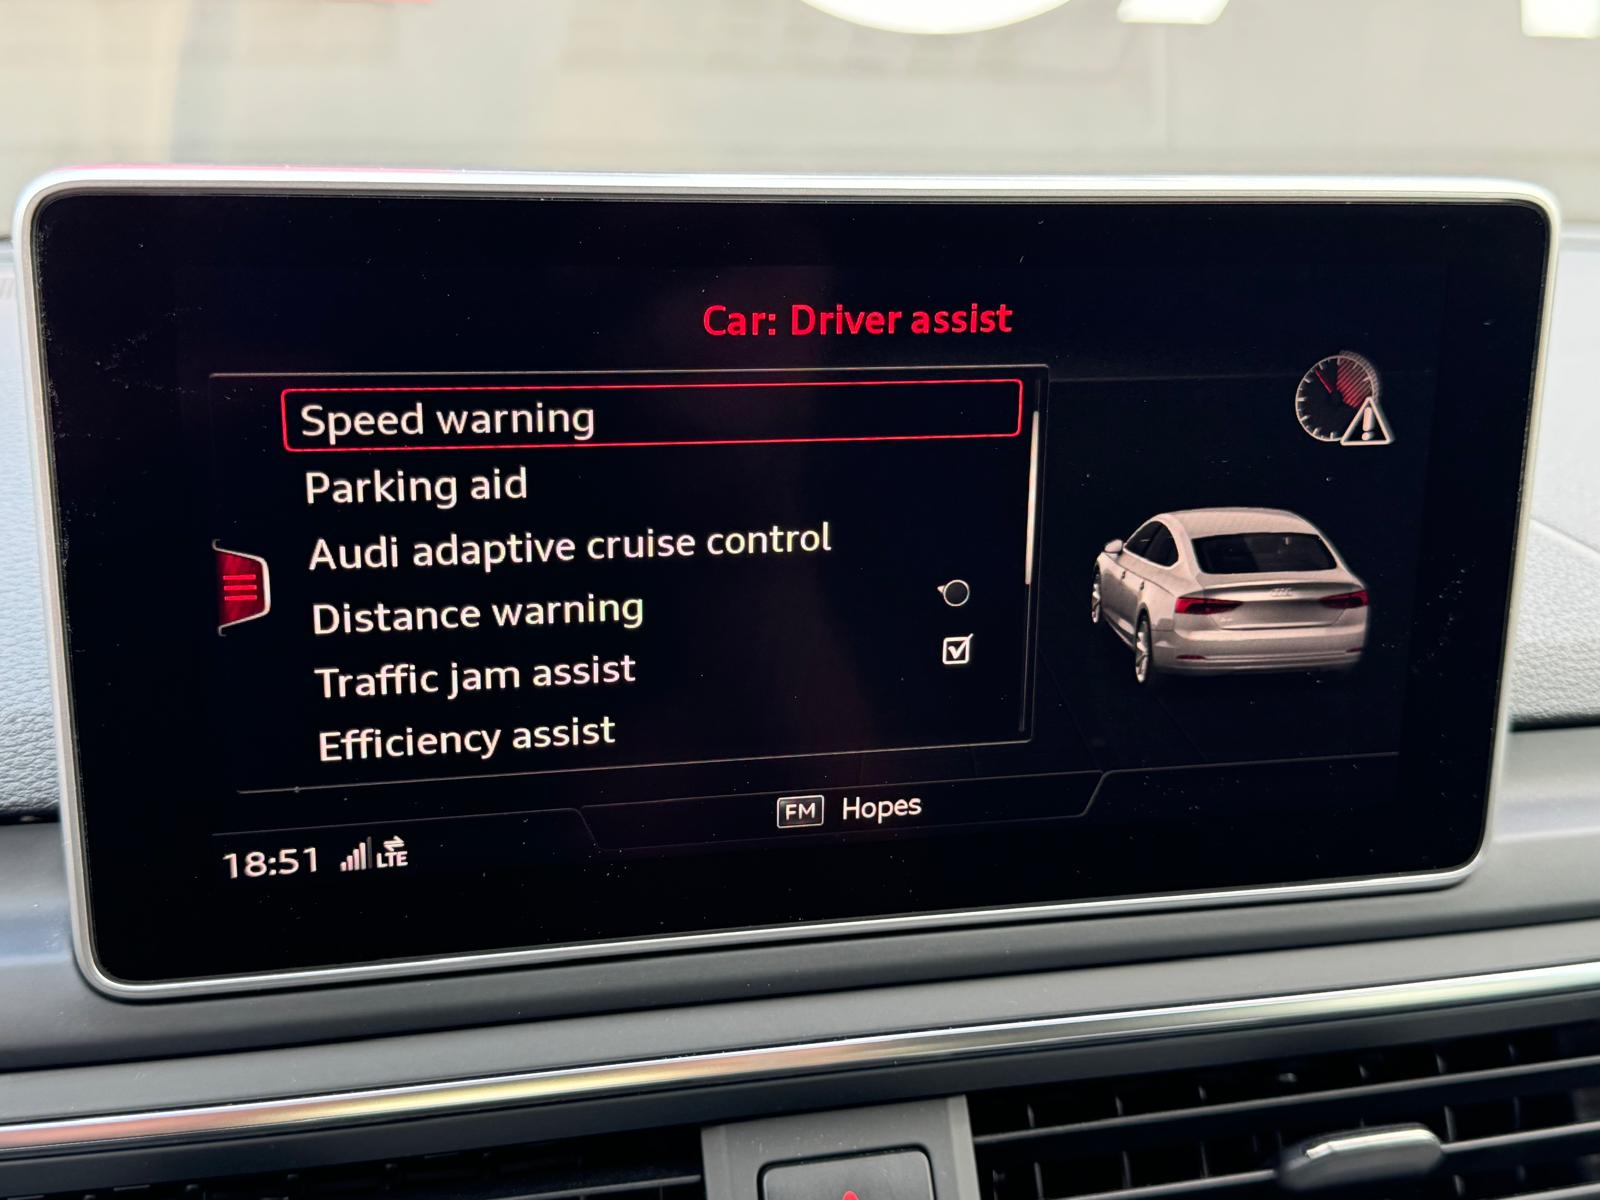 Car: Driver assist
Speed warning
Parking aid
Audi adaptive cruise control
Distance warning
Traffic jam assist
Efficiency assist
FM Hopes
18:51 LTE